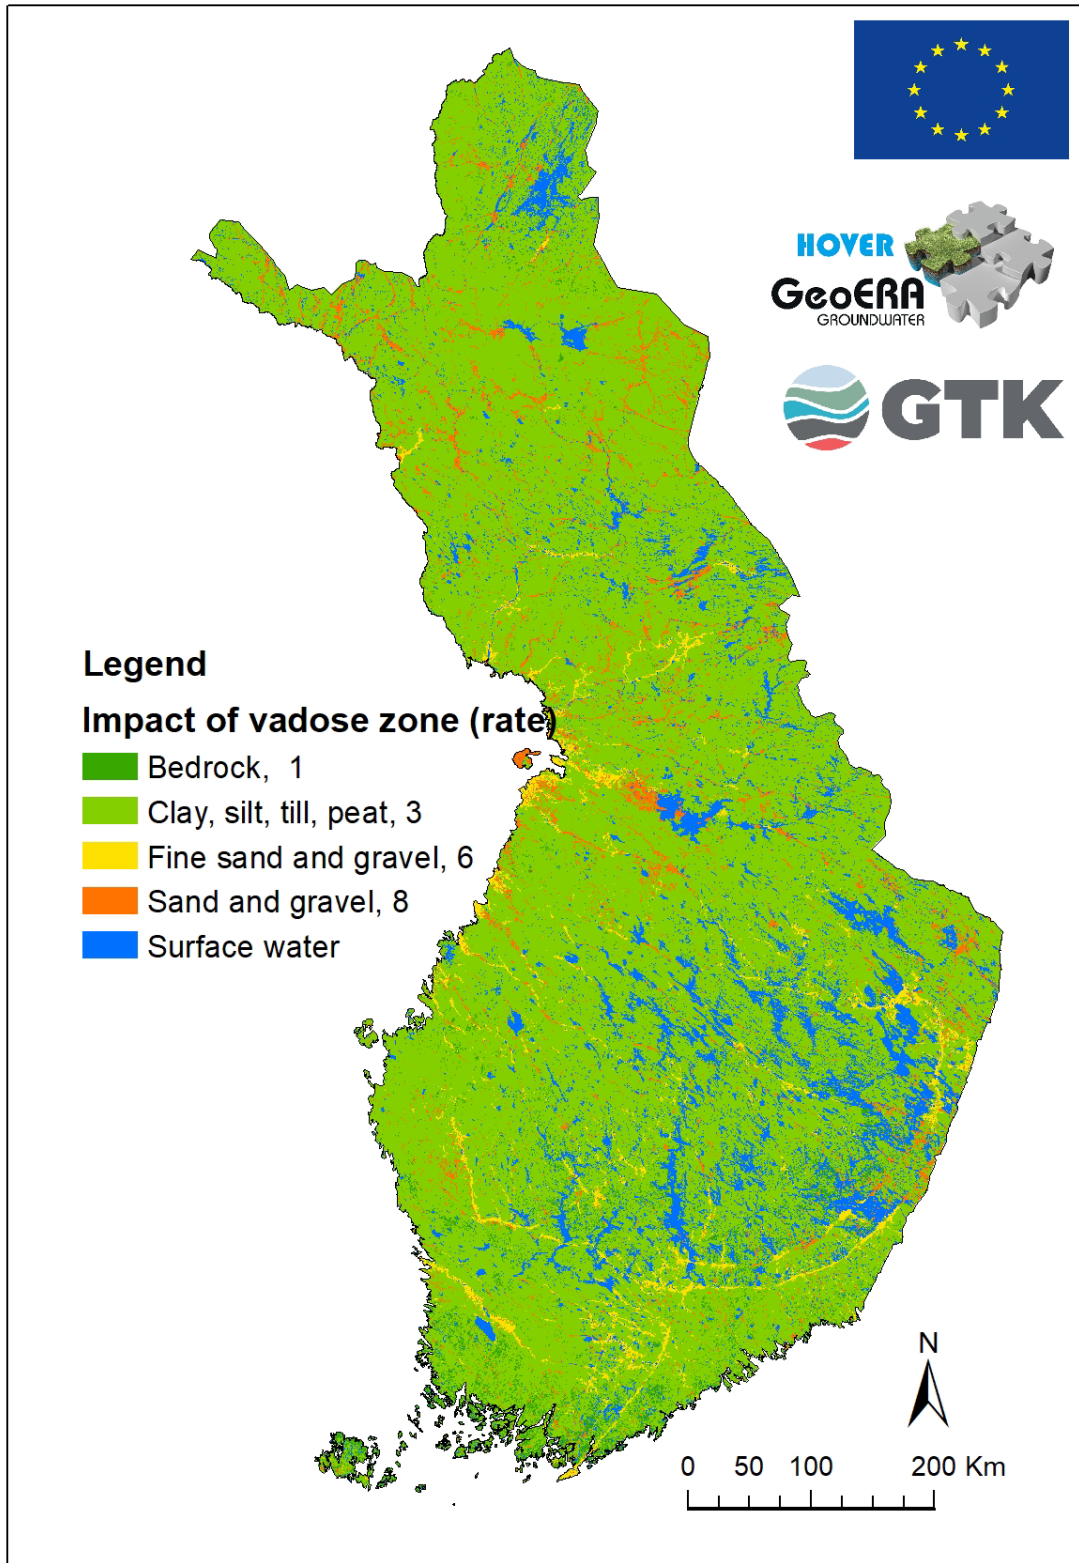 HOVER
GeoERA
GROUNDWATER
GTK
Legend
Impact of vadose zone (rate)
Bedrock, 1
Clay, silt, till, peat, 3
Fine sand and gravel, 6
Sand and gravel, 8
Surface water
N
0 50 100 200 Km